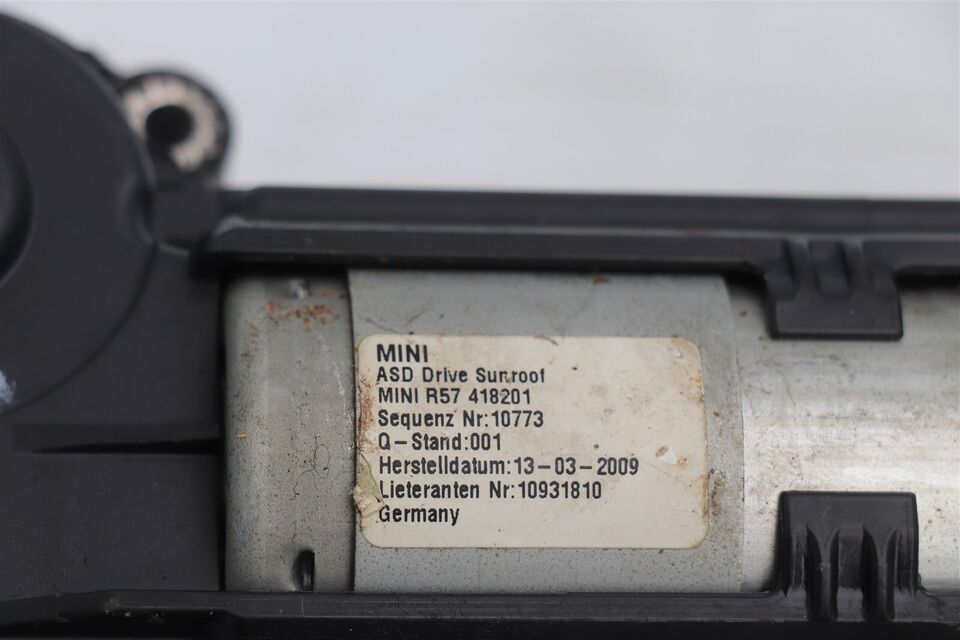 MINI
ASD Drive Sunroof
MINI R57 418201
Sequenz Nr:10773
Q-Stand:001
Herstelldatum:13-03-2009
Lieteranten Nr:10931810
Germany